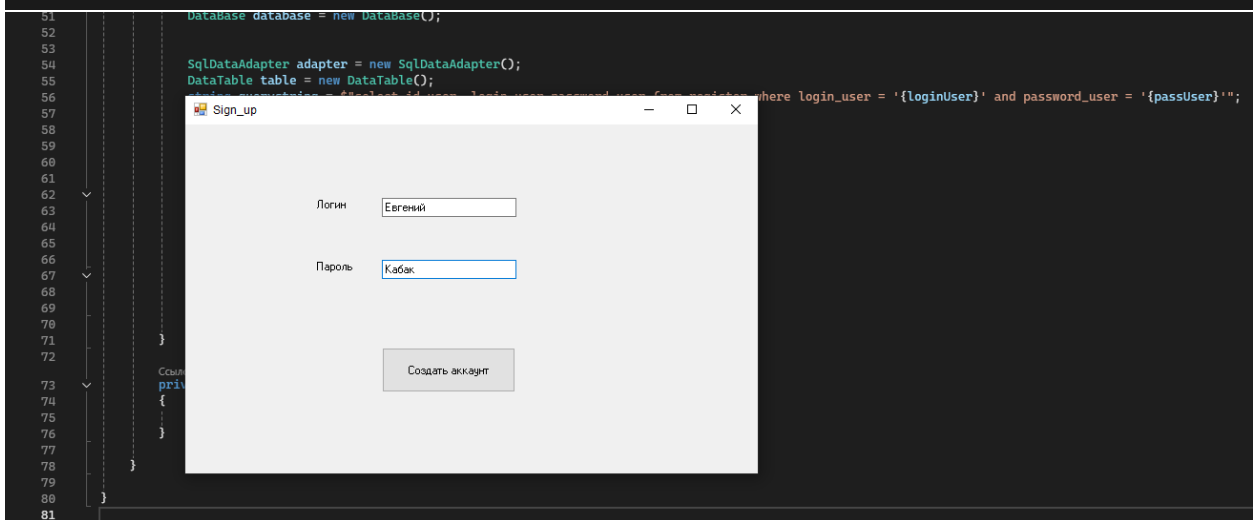 51 DataBase database = new DataBase();
52
53
54 SqlDataAdapter adapter = new SqlDataAdapter();
55 DataTable table = new DataTable();
56 where login_user = '{loginUser}' and password_user = '{passUser}'";
57
Sign_up
58
59
60
61
62
63
Логин Евгений
64
65
66
67
Пароль Кабак
68
69
70
71 }
72
73 priv
Создать аккаунт
74 {
75
76 }
77
78 }
79
80 }
81